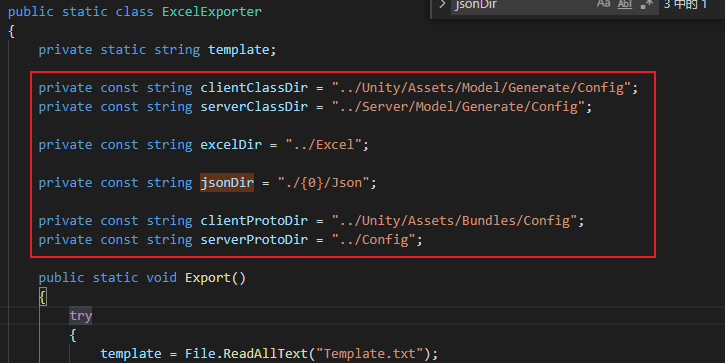 public static class ExcelExporter
jsonDir
Aa Abl .* 3 中的 1
{
private static string template;
private const string clientClassDir = "../Unity/Assets/Model/Generate/Config";
private const string serverClassDir = "../Server/Model/Generate/Config";
private const string excelDir = "../Excel";
private const string jsonDir = "./{0}/Json";
private const string clientProtoDir = "../Unity/Assets/Bundles/Config";
private const string serverProtoDir = "../Config";
public static void Export()
{
try
{
template = File.ReadAllText("Template.txt");